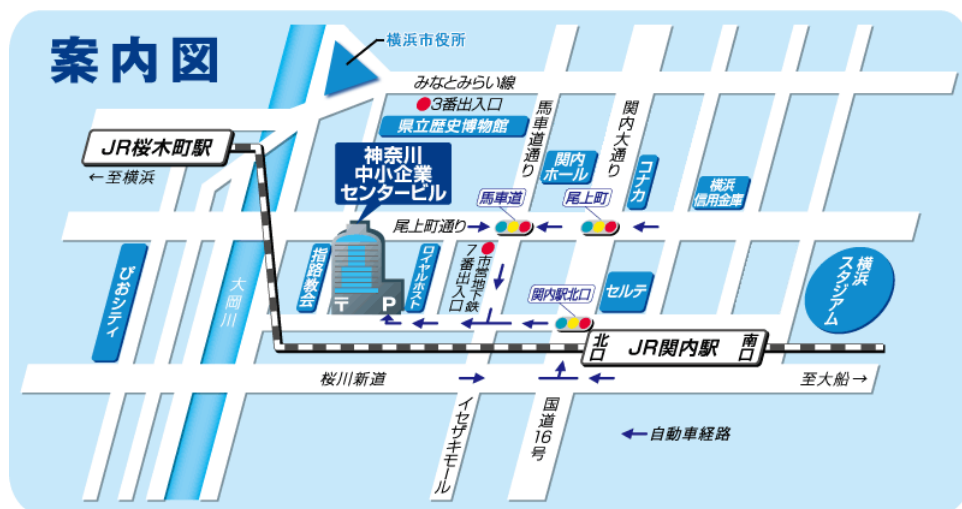 案内図
横浜市役所
みなとみらい線
3番出入口
県立歴史博物館
馬車道通り
関内大通り
JR桜木町駅
←至横浜
神奈川
中小企業
センタービル
関内
ホール
コナカ
横浜
信用金庫
馬車道
尾上町
尾上町通り
ぴおシティ
大岡川
指路教会
〒
P
ロイヤルホスト
市営地下鉄
7番出入口
関内駅北口
セルテ
横浜
スタジアム
北口
JR関内駅
南口
桜川新道
至大船→
イセザキモール
国道16号
←自動車経路